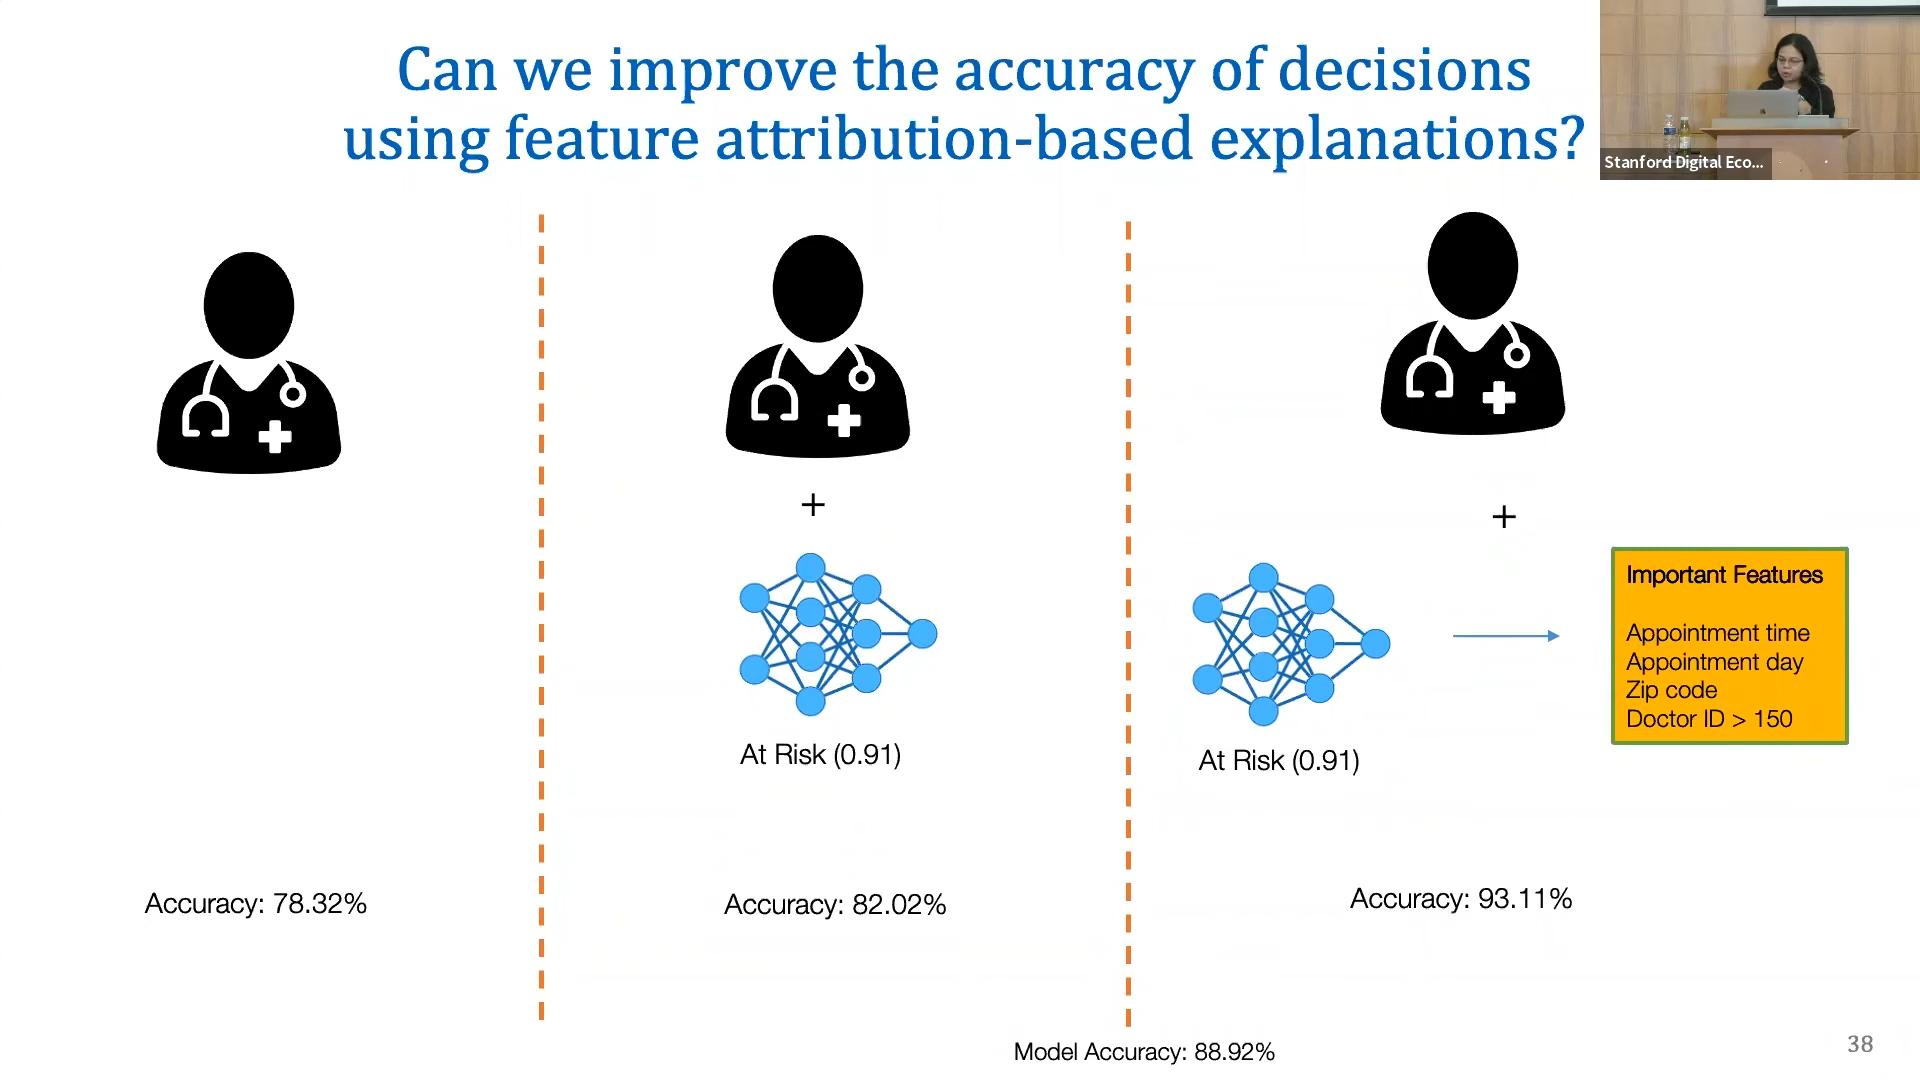 Can we improve the accuracy of decisions
using feature attribution-based explanations?
Stanford Digital Eco...
+
+
At Risk (0.91)
At Risk (0.91)
Important Features
Appointment time
Appointment day
Zip code
Doctor ID > 150
Accuracy: 78.32%
Accuracy: 82.02%
Accuracy: 93.11%
Model Accuracy: 88.92%
38